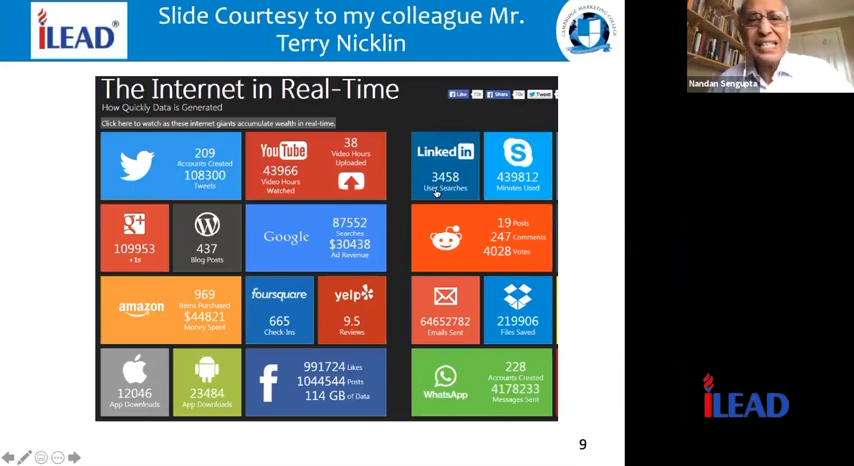 iLEAD®
Slide Courtesy to my colleague Mr.
Terry Nicklin
CAMBRIDGE MARKETING COLLEGE
Nandan Sengupta
The Internet in Real-Time
How Quickly Data is Generated
Like
Share
Tweet
Click here to watch as these internet giants accumulate wealth in real-time.
209
Accounts Created
108300
Tweets
YouTube
43966
Video Hours
Watched
38
Video Hours
Uploaded
LinkedIn
3458
User Searches
439812
Minutes Used
109953
+1s
437
Blog Posts
Google
87552
Searches
$30438
Ad Revenue
19 Posts
247 Comments
4028 Votes
amazon
969
Items Purchased
$44821
Money Spent
foursquare
665
Check-Ins
yelp
9.5
Reviews
64652782
Emails Sent
219906
Files Saved
12046
App Downloads
23484
App Downloads
991724 Likes
1044544 Posts
114 GB of Data
WhatsApp
228
Accounts Created
4178233
Messages Sent
iLEAD
9